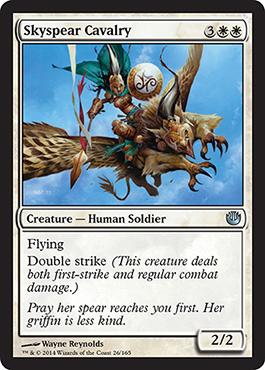 Skyspear Cavalry 3
Creature — Human Soldier
Flying
Double strike (This creature deals
both first-strike and regular combat
damage.)
Pray her spear reaches you first. Her
griffin is less kind.
Wayne Reynolds 2/2
™ & © 2014 Wizards of the Coast 26/165